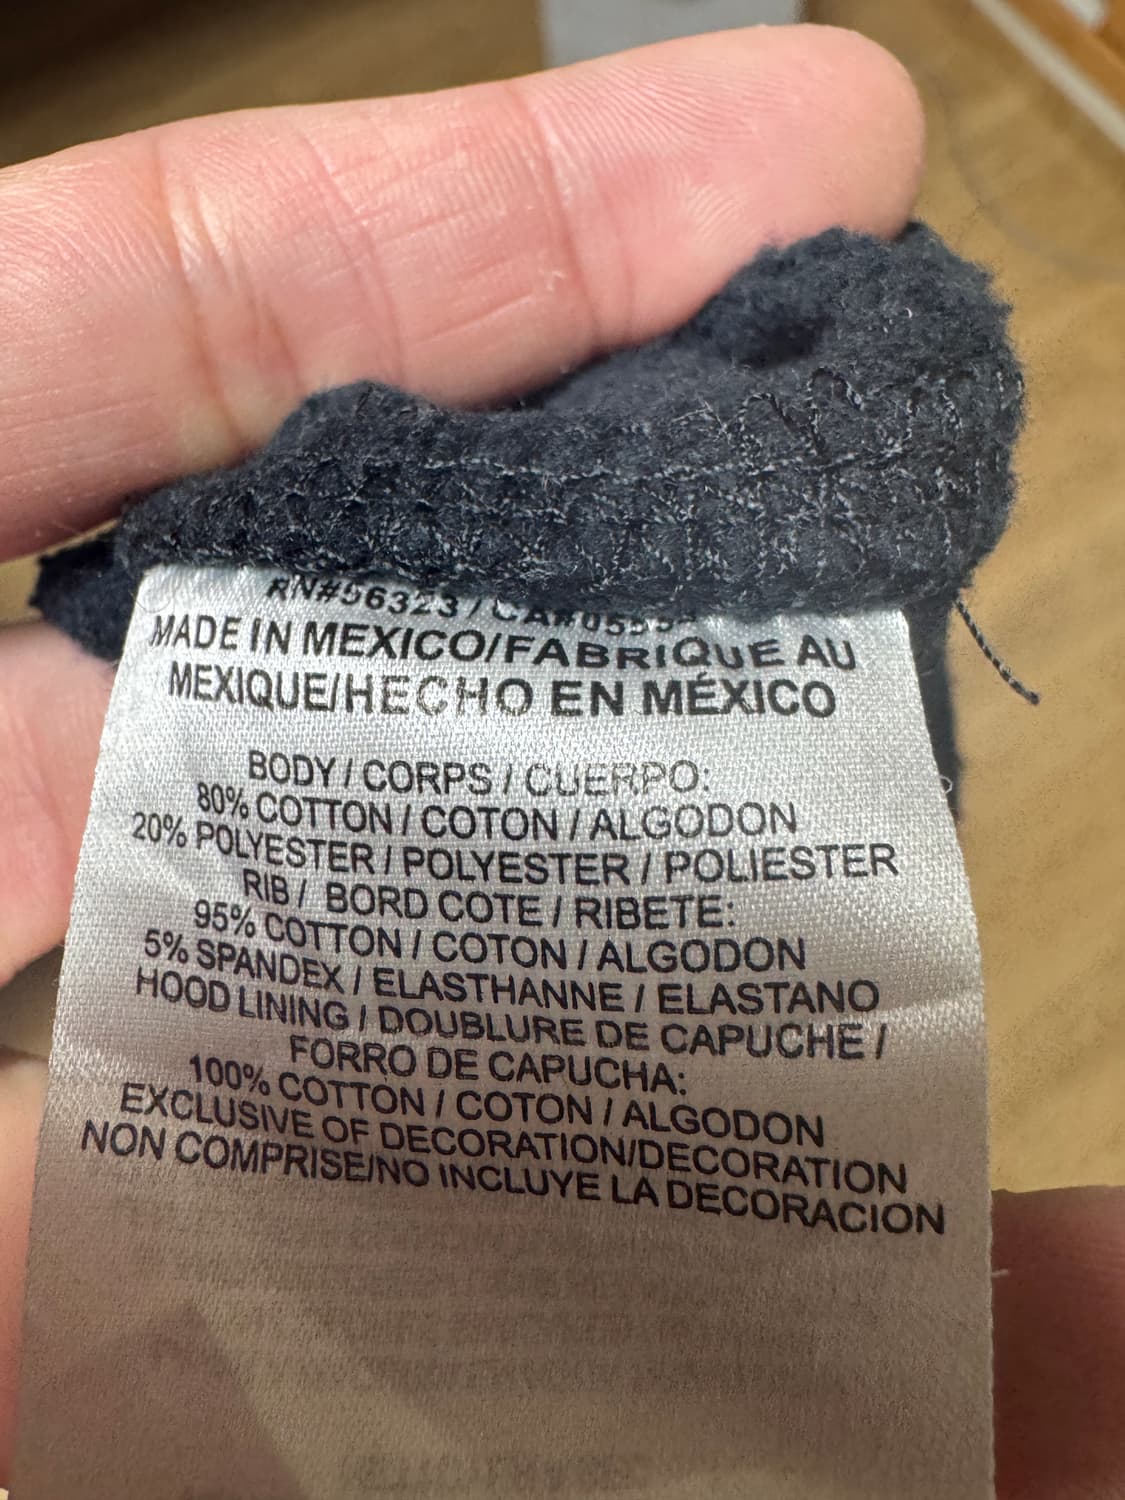 RN#56323 /
MADE IN MEXICO/FABRIQUE AU
MEXIQUE/HECHO EN MÉXICO
BODY / CORPS / CUERPO:
80% COTTON / COTON / ALGODON
20% POLYESTER / POLYESTER / POLIESTER
RIB / BORD COTE / RIBETE:
95% COTTON / COTON / ALGODON
5% SPANDEX / ELASTHANNE / ELASTANO
HOOD LINING / DOUBLURE DE CAPUCHE /
FORRO DE CAPUCHA:
100% COTTON / COTON / ALGODON
EXCLUSIVE OF DECORATION/DECORATION
NON COMPRISE/NO INCLUYE LA DECORACION